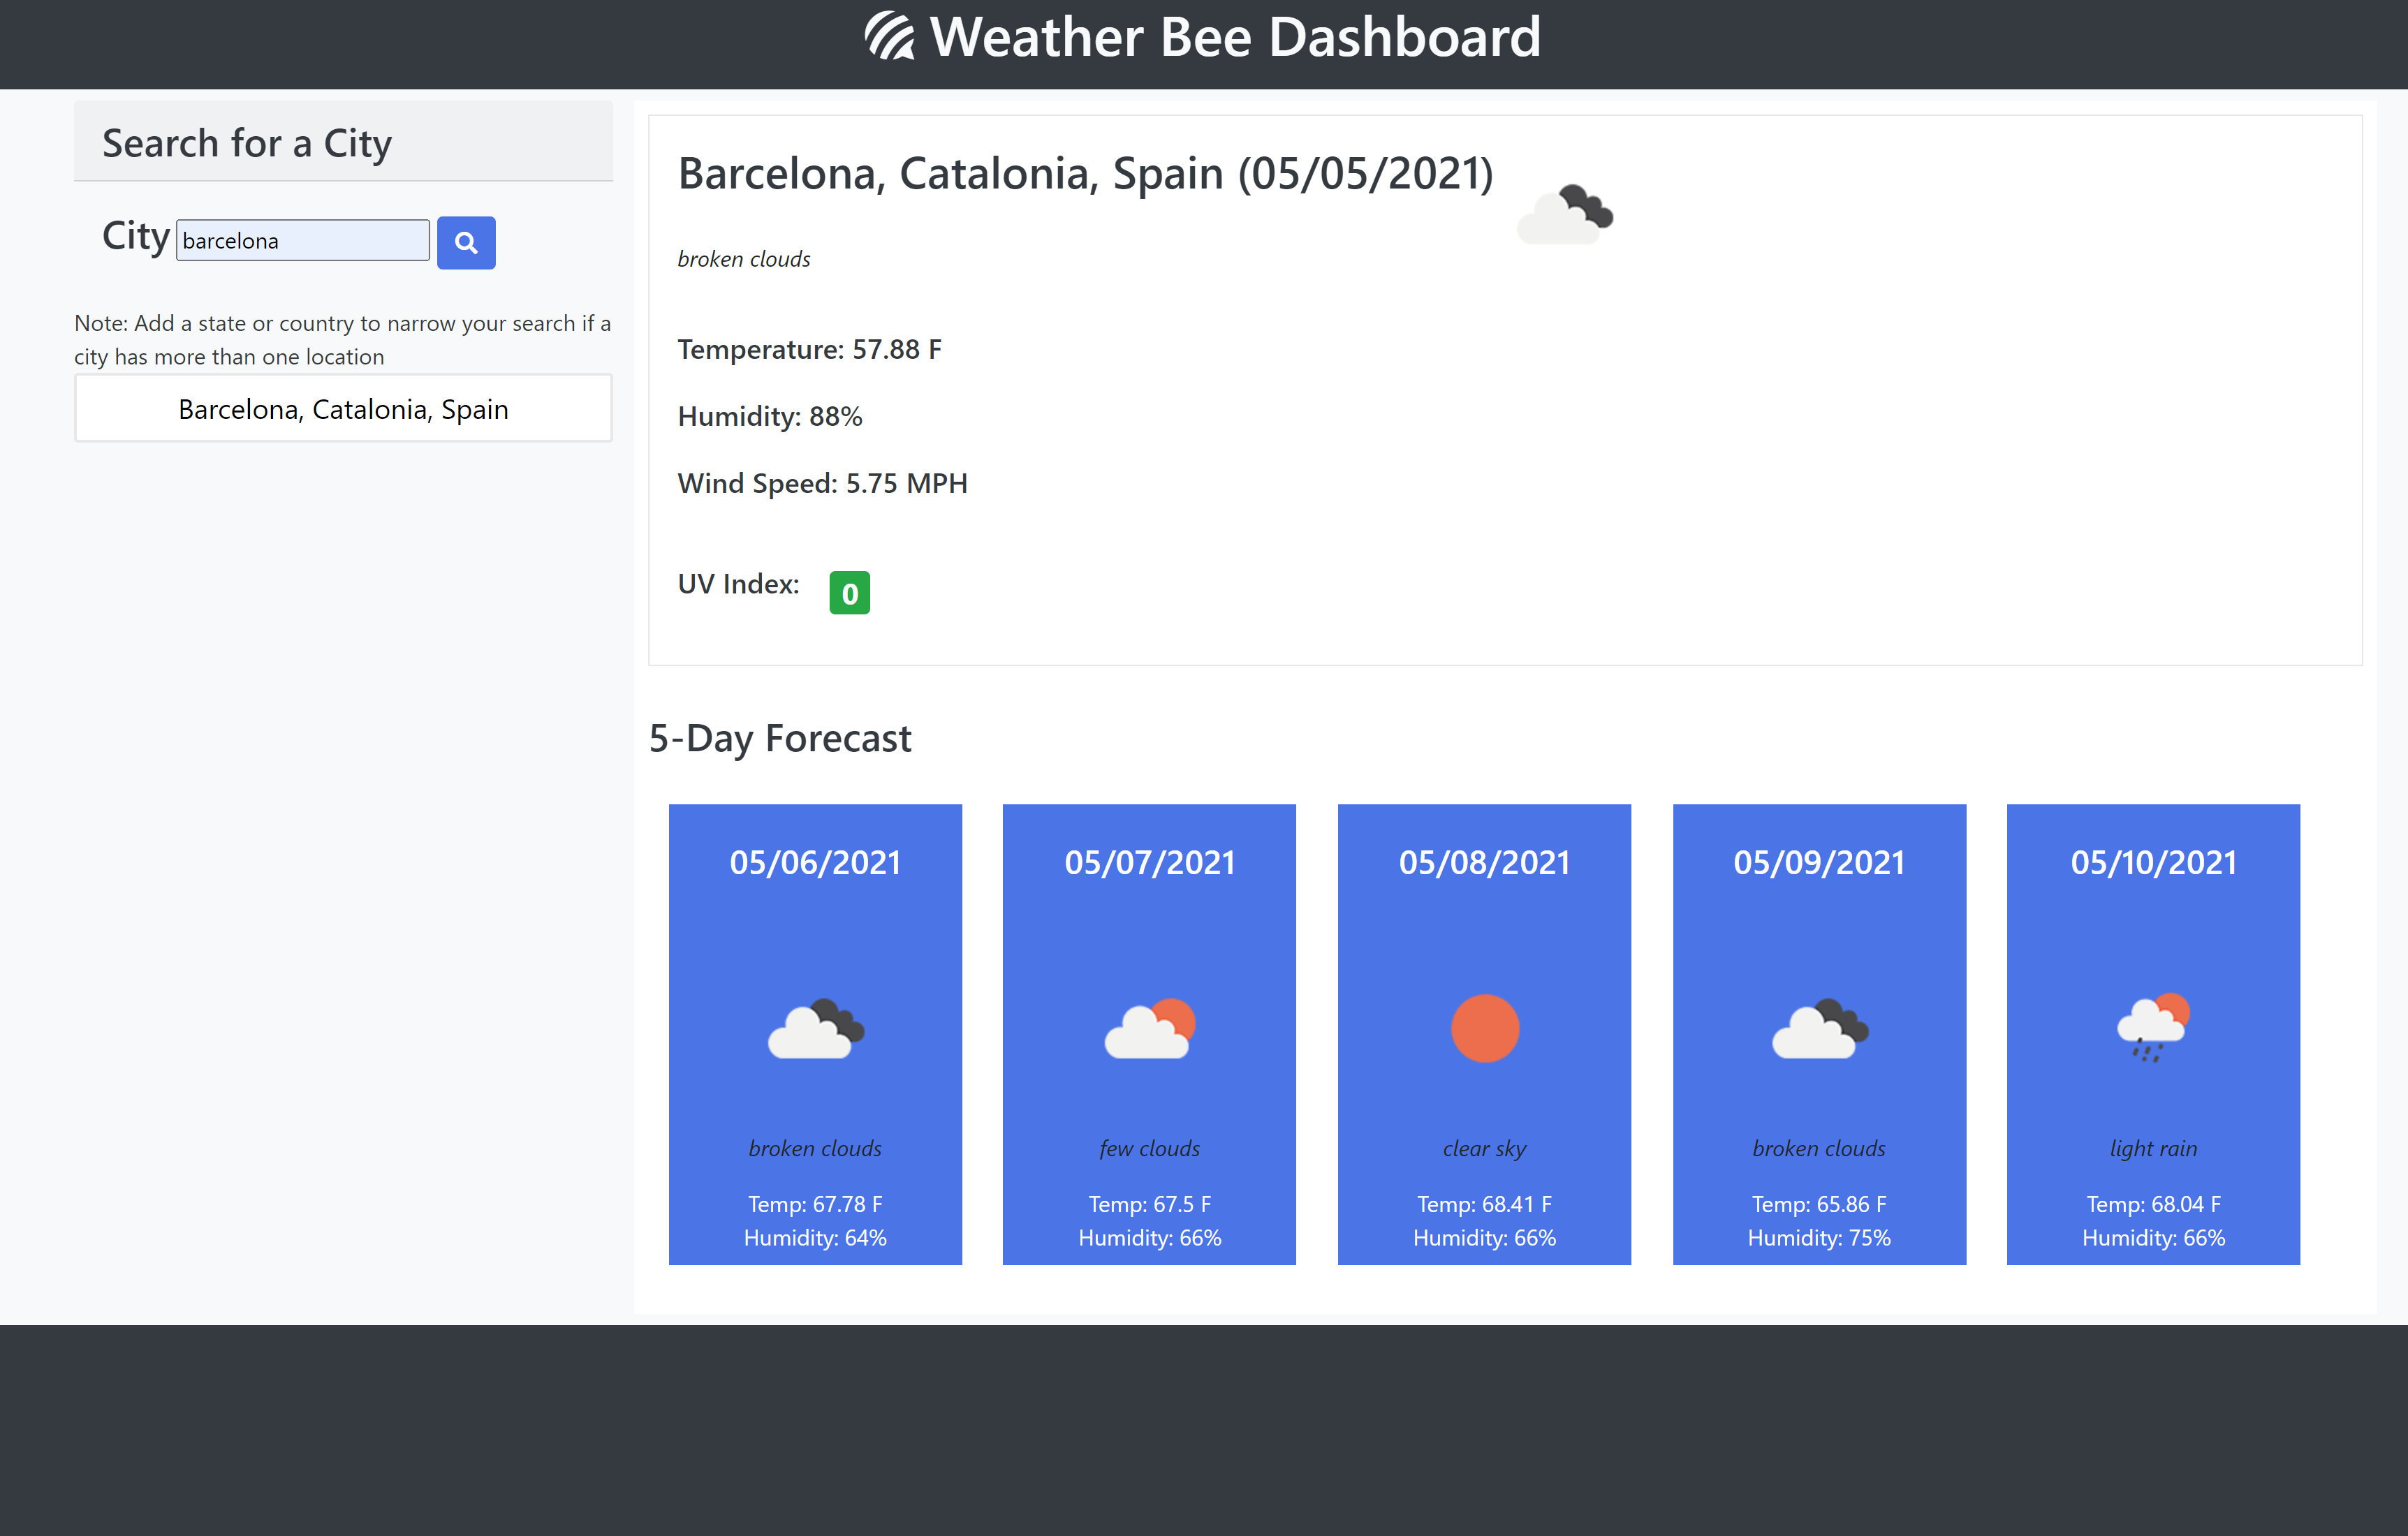 Weather Bee Dashboard
Search for a City
City barcelona
Note: Add a state or country to narrow your search if a
city has more than one location
Barcelona, Catalonia, Spain
Barcelona, Catalonia, Spain (05/05/2021)
broken clouds
Temperature: 57.88 F
Humidity: 88%
Wind Speed: 5.75 MPH
UV Index: 0
5-Day Forecast
05/06/2021
broken clouds
Temp: 67.78 F
Humidity: 64%
05/07/2021
few clouds
Temp: 67.5 F
Humidity: 66%
05/08/2021
clear sky
Temp: 68.41 F
Humidity: 66%
05/09/2021
broken clouds
Temp: 65.86 F
Humidity: 75%
05/10/2021
light rain
Temp: 68.04 F
Humidity: 66%